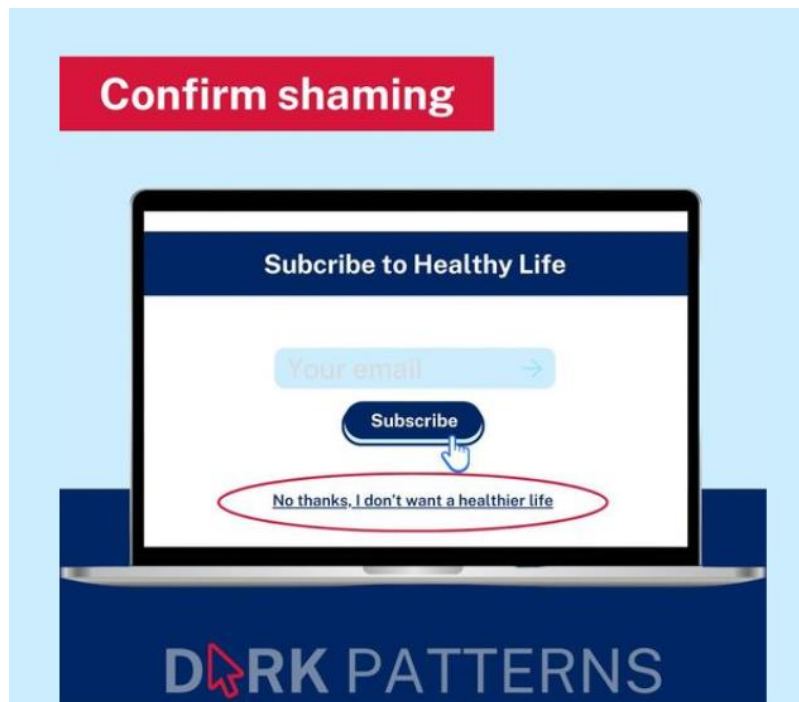 Confirm shaming
Subcribe to Healthy Life
Your email
Subscribe
No thanks, I don't want a healthier life
DARK PATTERNS